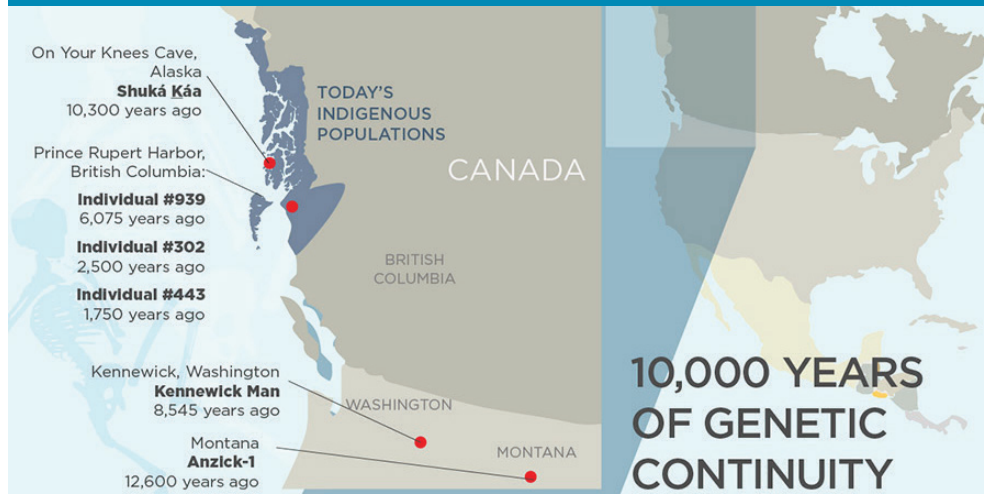 On Your Knees Cave,
Alaska
Shuká Ḵáa
10,300 years ago
Prince Rupert Harbor,
British Columbia:
Individual #939
6,075 years ago
Individual #302
2,500 years ago
Individual #443
1,750 years ago
Kennewick, Washington
Kennewick Man
8,545 years ago
Montana
Anzick-1
12,600 years ago
TODAY'S
INDIGENOUS
POPULATIONS
CANADA
BRITISH
COLUMBIA
WASHINGTON
MONTANA
10,000 YEARS
OF GENETIC
CONTINUITY